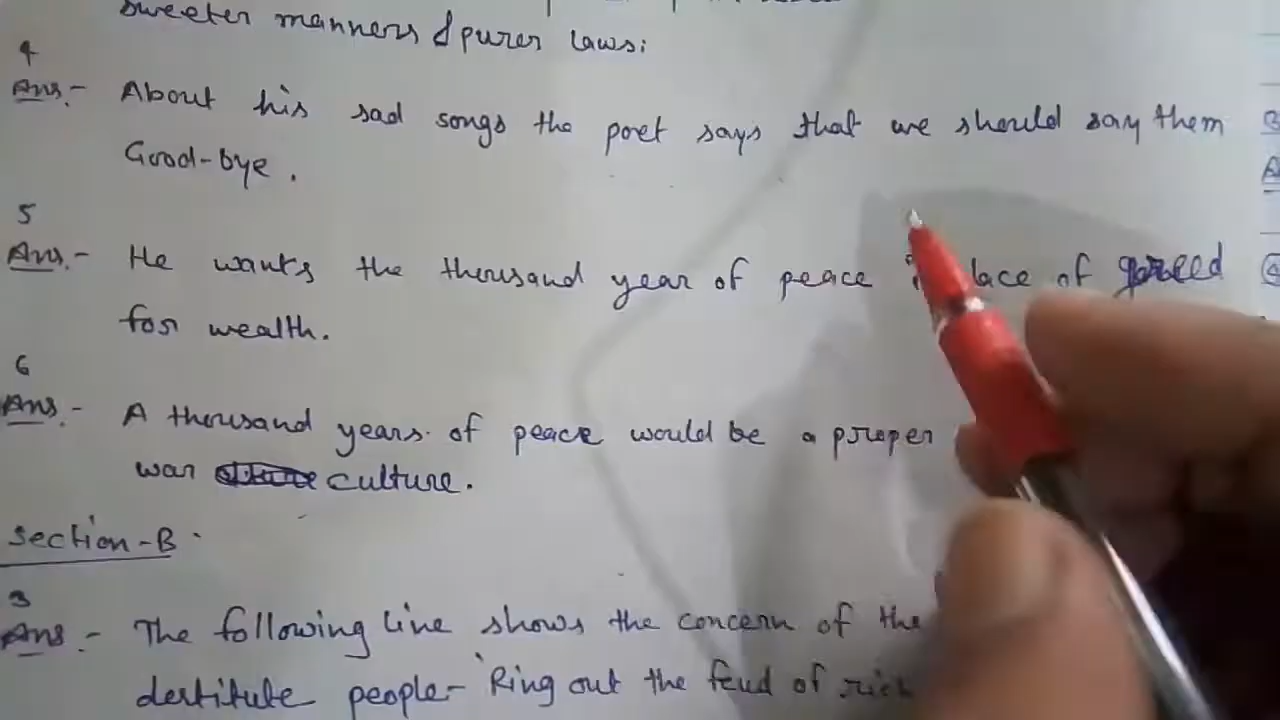 sweeter manners & purer laws:
4
Ans.- About his sad songs the poet says that we should say them
Good-bye.
5
Ans.- He wants the thousand year of peace lace of greed
for wealth.
6
Ans.- A thousand years. of peace would be a proper
war culture.
Section-B.
3
Ans.- The following line shows the concern of the
destitute people- 'Ring out the feud of rich